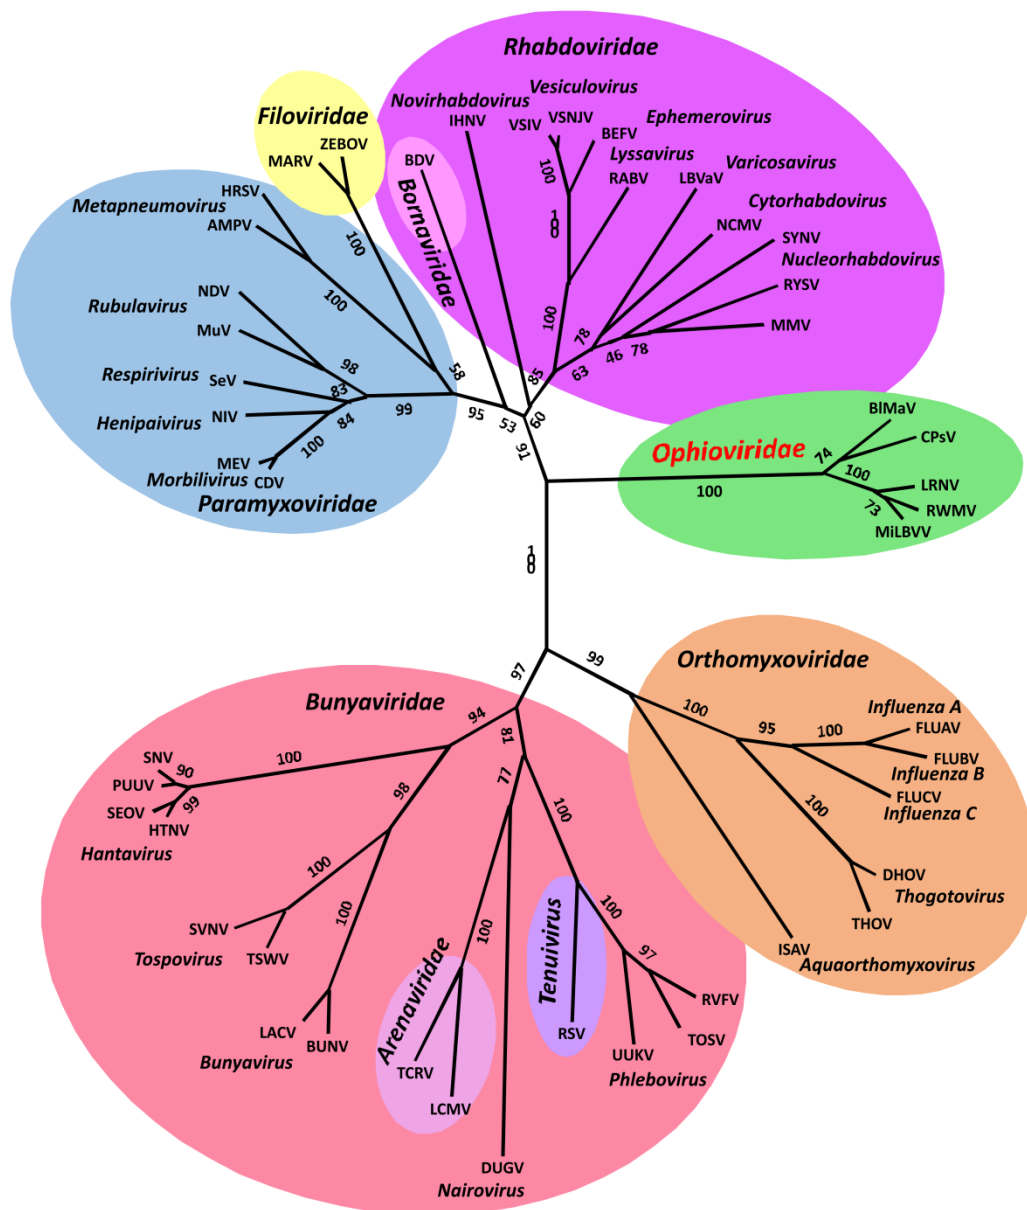 Rhabdoviridae
Vesiculovirus
Novirhabdovirus
IHNV
VSIV
VSNJV
BEFV
Ephemerovirus
Lyssavirus
RABV
Varicosavirus
LBVaV
Cytorhabdovirus
NCMV
SYNV
Nucleorhabdovirus
RYSV
MMV
100
100
100
78
46
78
63
85
60
Filoviridae
ZEBOV
MARV
100
BDV
Bornaviridae
HRSV
Metapneumovirus
AMPV
100
NDV
Rubulavirus
MuV
98
Respirivirus
SeV
83
Henipaivirus
NIV
84
99
100
MEV
Morbilivirus
CDV
Paramyxoviridae
58
95
53
91
BlMaV
CPsV
Ophioviridae
74
100
100
LRNV
RWMV
73
MiLBVV
100
99
97
Orthomyxoviridae
100
95
100
Influenza A
FLUAV
FLUBV
Influenza B
FLUCV
Influenza C
100
DHOV
Thogotovirus
THOV
ISAV
Aquaorthomyxovirus
Bunyaviridae
94
81
100
SNV
90
PUUV
SEOV
99
HTNV
Hantavirus
98
77
100
100
SVNV
Tospovirus
TSWV
100
LACV
BUNV
Bunyavirus
100
Arenaviridae
TCRV
LCMV
Tenuivirus
RSV
100
97
RVFV
TOSV
UUKV
Phlebovirus
DUGV
Nairovirus